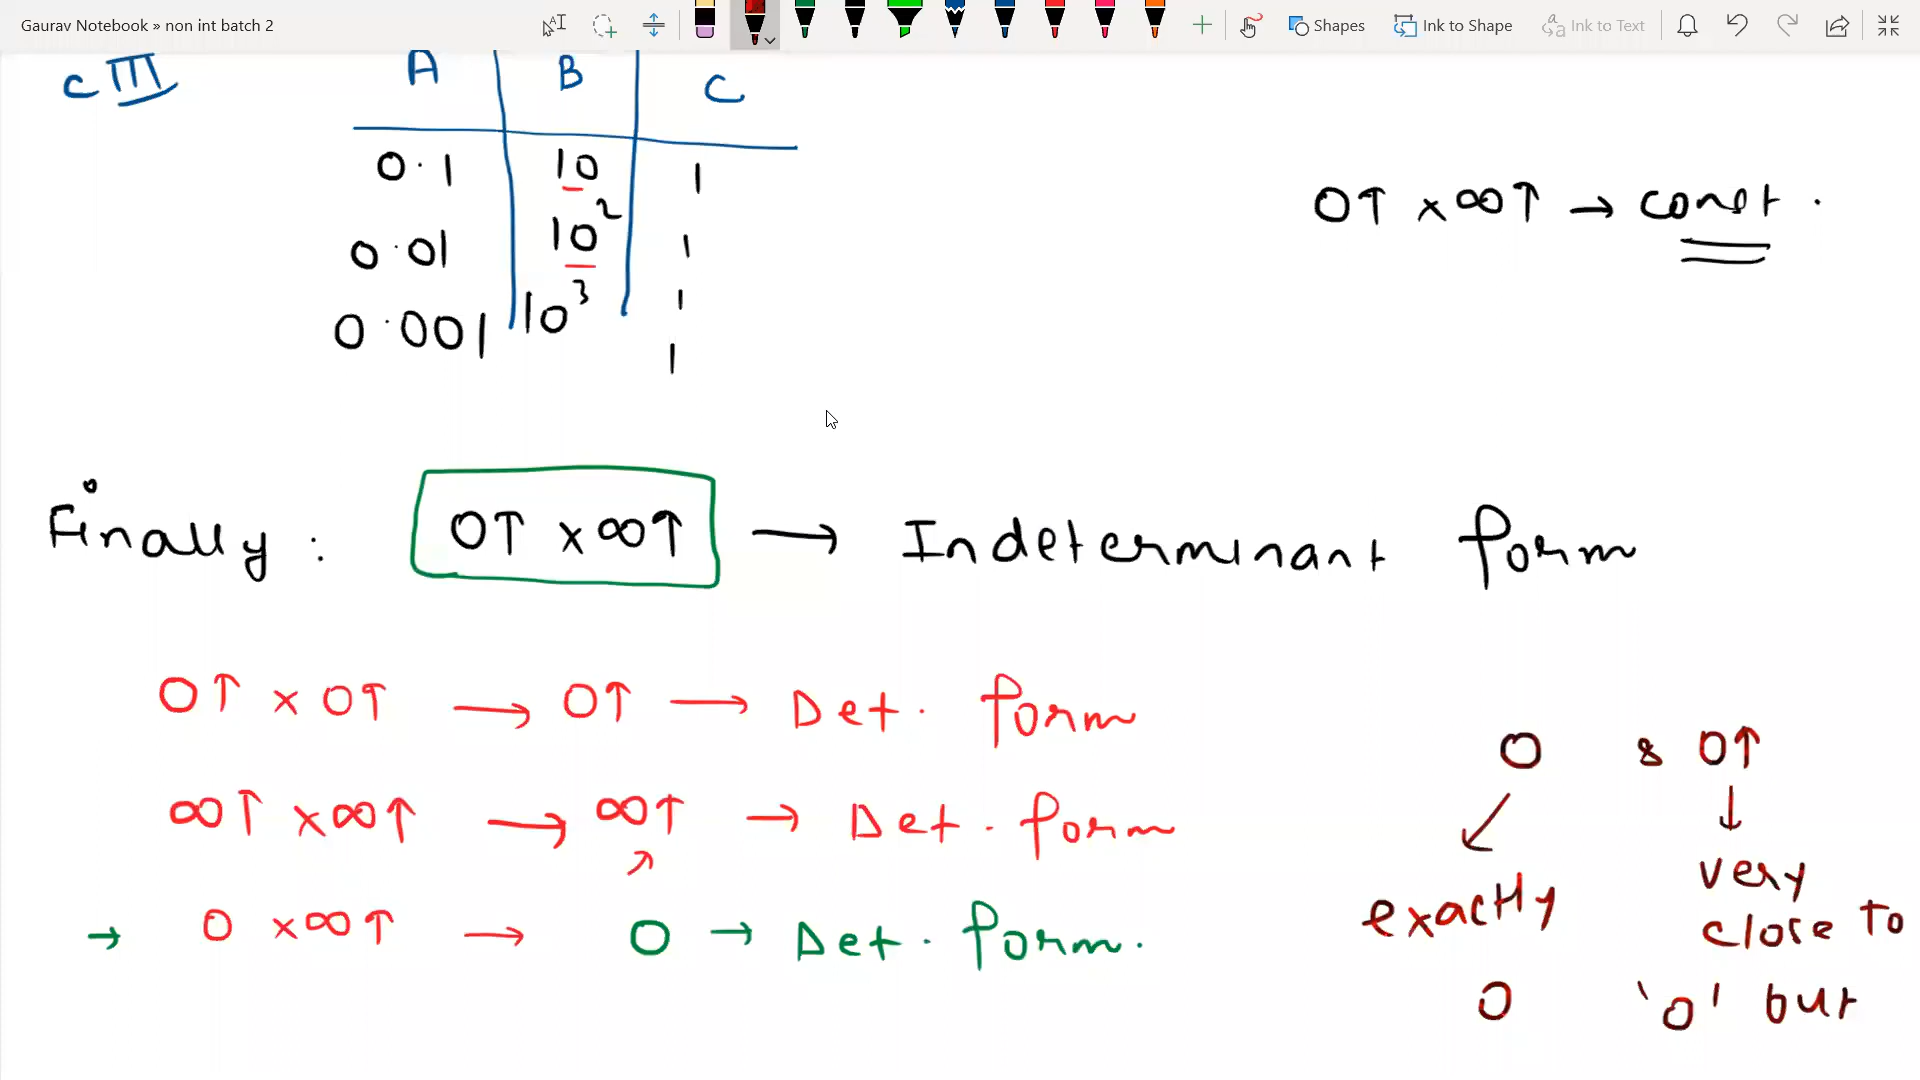 Gaurav Notebook » non int batch 2
Shapes Ink to Shape Ink to Text
C III
A B C
0.1 10 1
0.01 10² 1
0.001 10³ 1
1
0↑ × ∞↑ → const.
Finally : 0↑ × ∞↑ → Indeterminant form
0↑ × 0↑ → 0↑ → Det. form
∞↑ × ∞↑ → ∞↑ → Det. form
→ 0 × ∞↑ → 0 → Det. form.
0 & 0↑
exactly
0
very
close to
'0' but